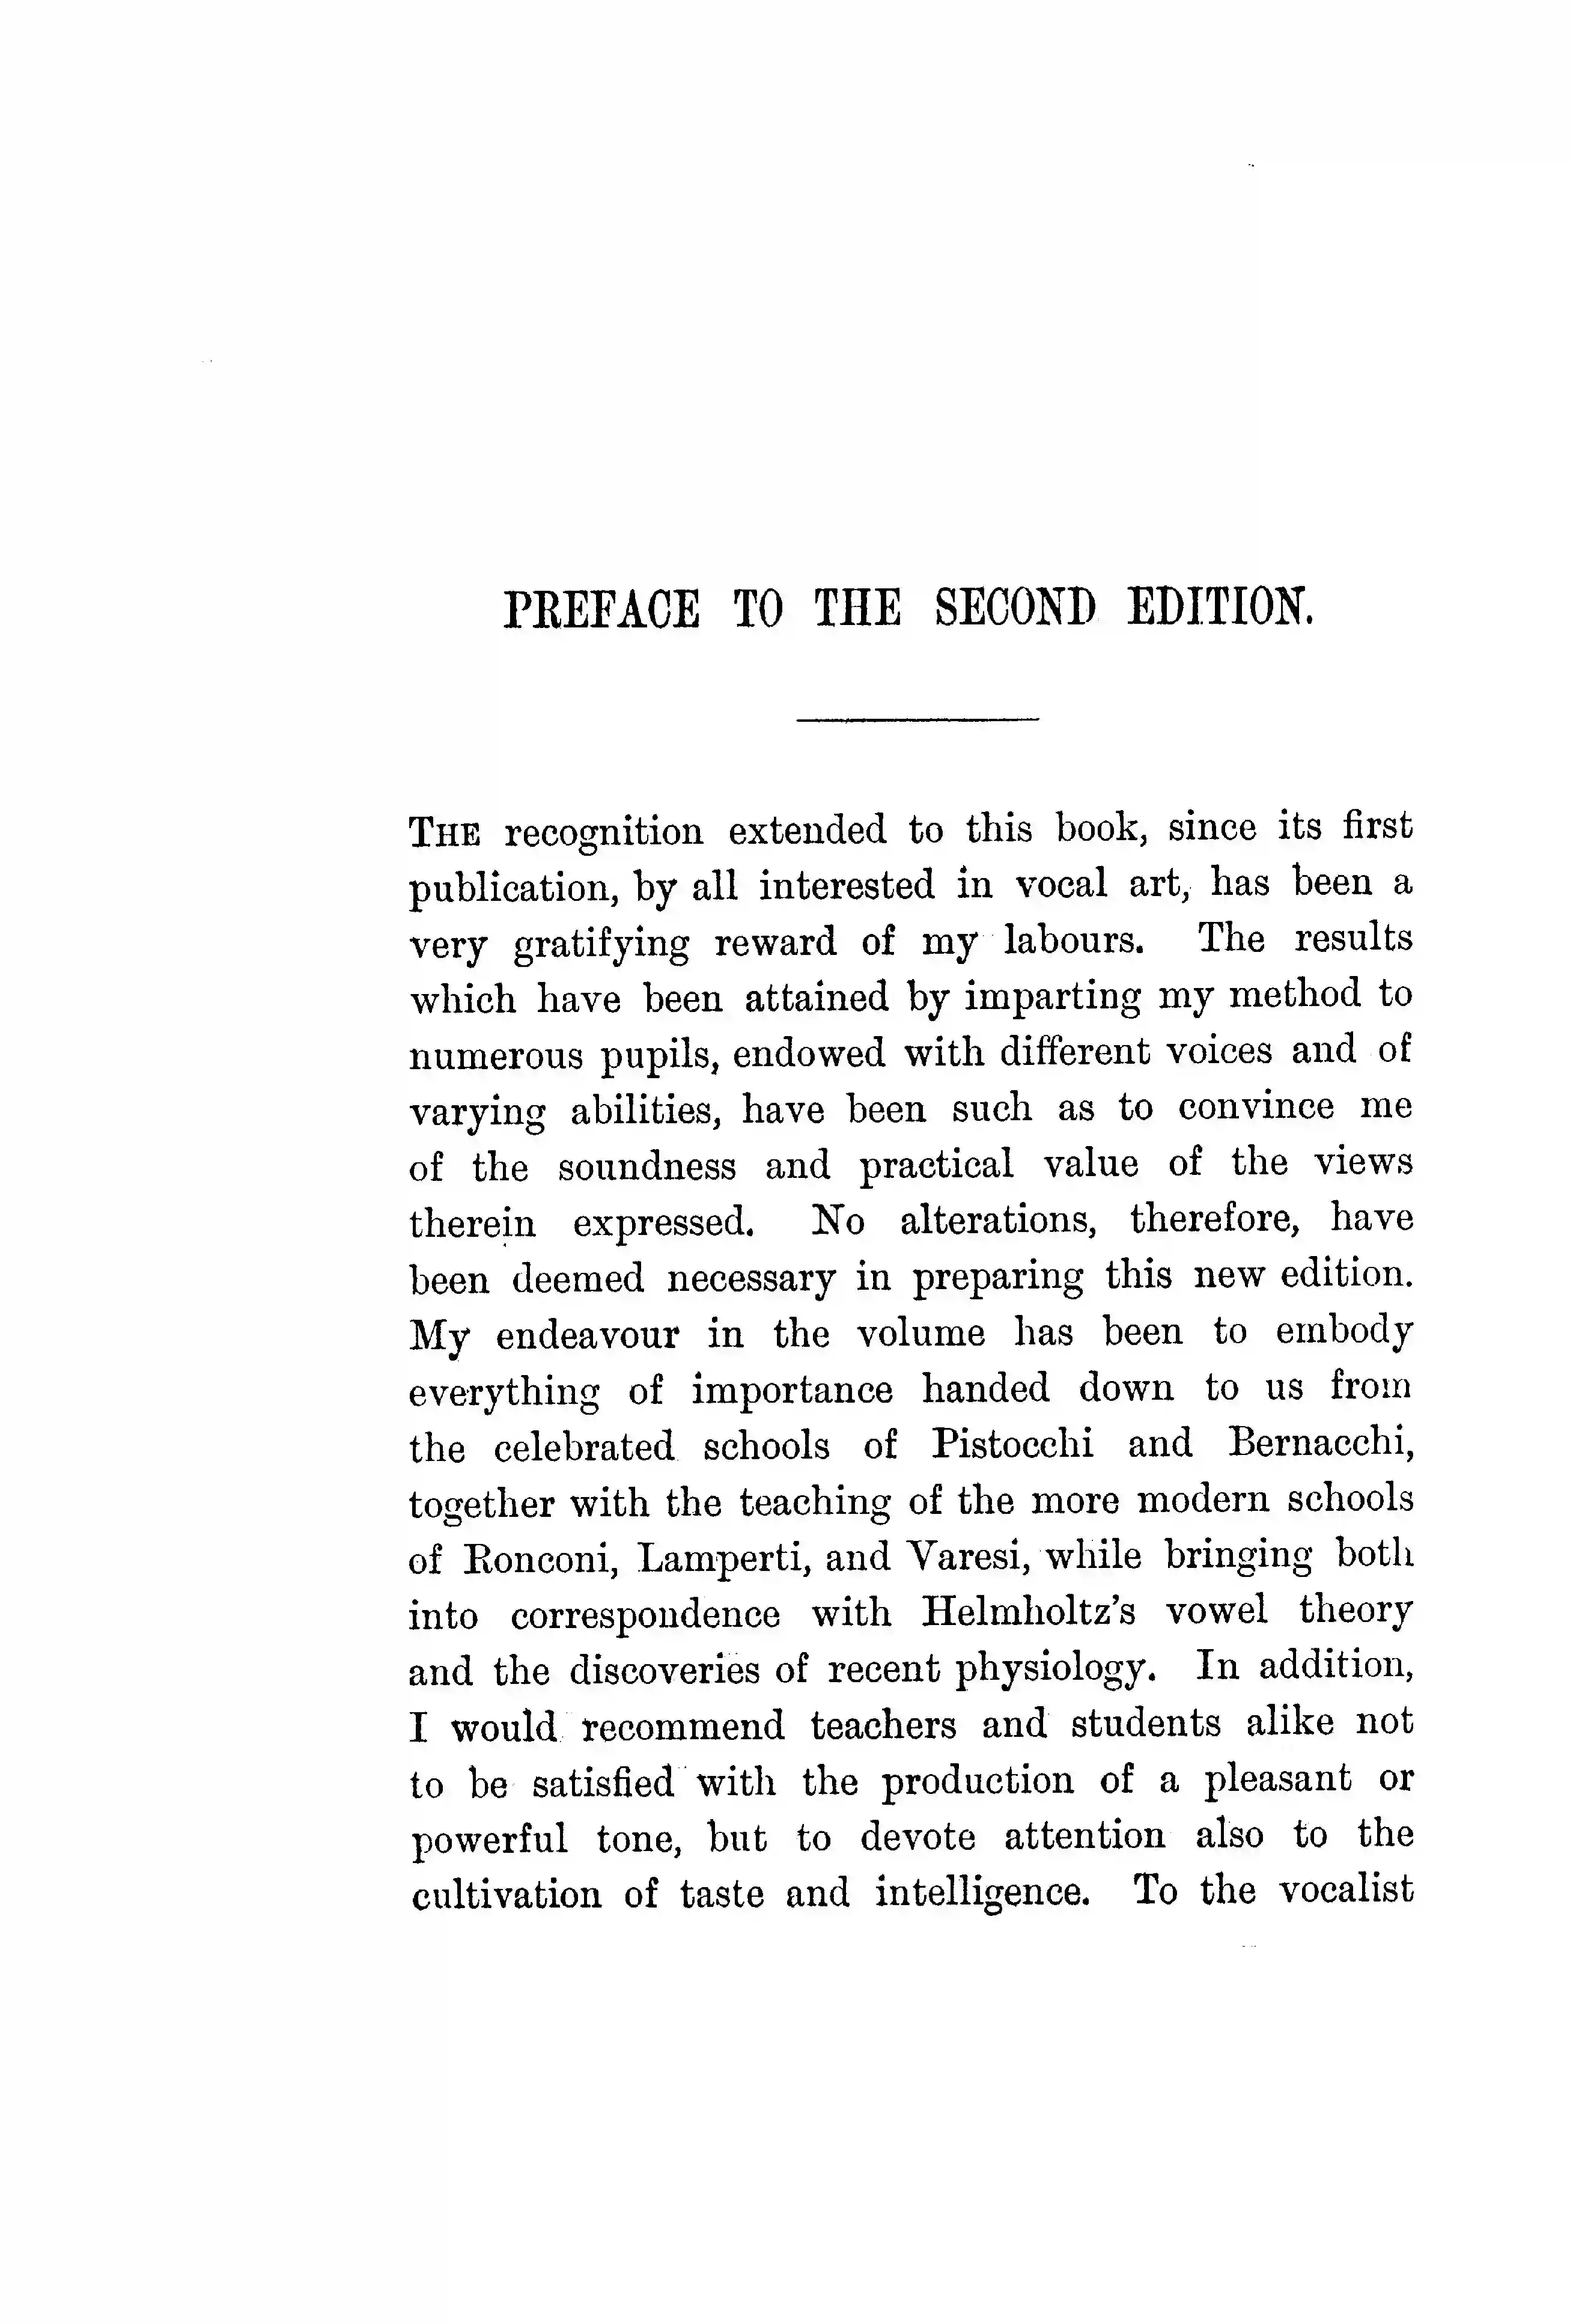 PREFACE TO THE SECOND EDITION.
THE recognition extended to this book, since its first
publication, by all interested in vocal art, has been a
very gratifying reward of my labours. The results
which have been attained by imparting my method to
numerous pupils, endowed with different voices and of
varying abilities, have been such as to convince me
of the soundness and practical value of the views
therein expressed. No alterations, therefore, have
been deemed necessary in preparing this new edition.
My endeavour in the volume has been to embody
everything of importance handed down to us from
the celebrated schools of Pistocchi and Bernacchi,
together with the teaching of the more modern schools
of Ronconi, Lamperti, and Varesi, while bringing both
into correspondence with Helmholtz's vowel theory
and the discoveries of recent physiology. In addition,
I would recommend teachers and students alike not
to be satisfied with the production of a pleasant or
powerful tone, but to devote attention also to the
cultivation of taste and intelligence. To the vocalist